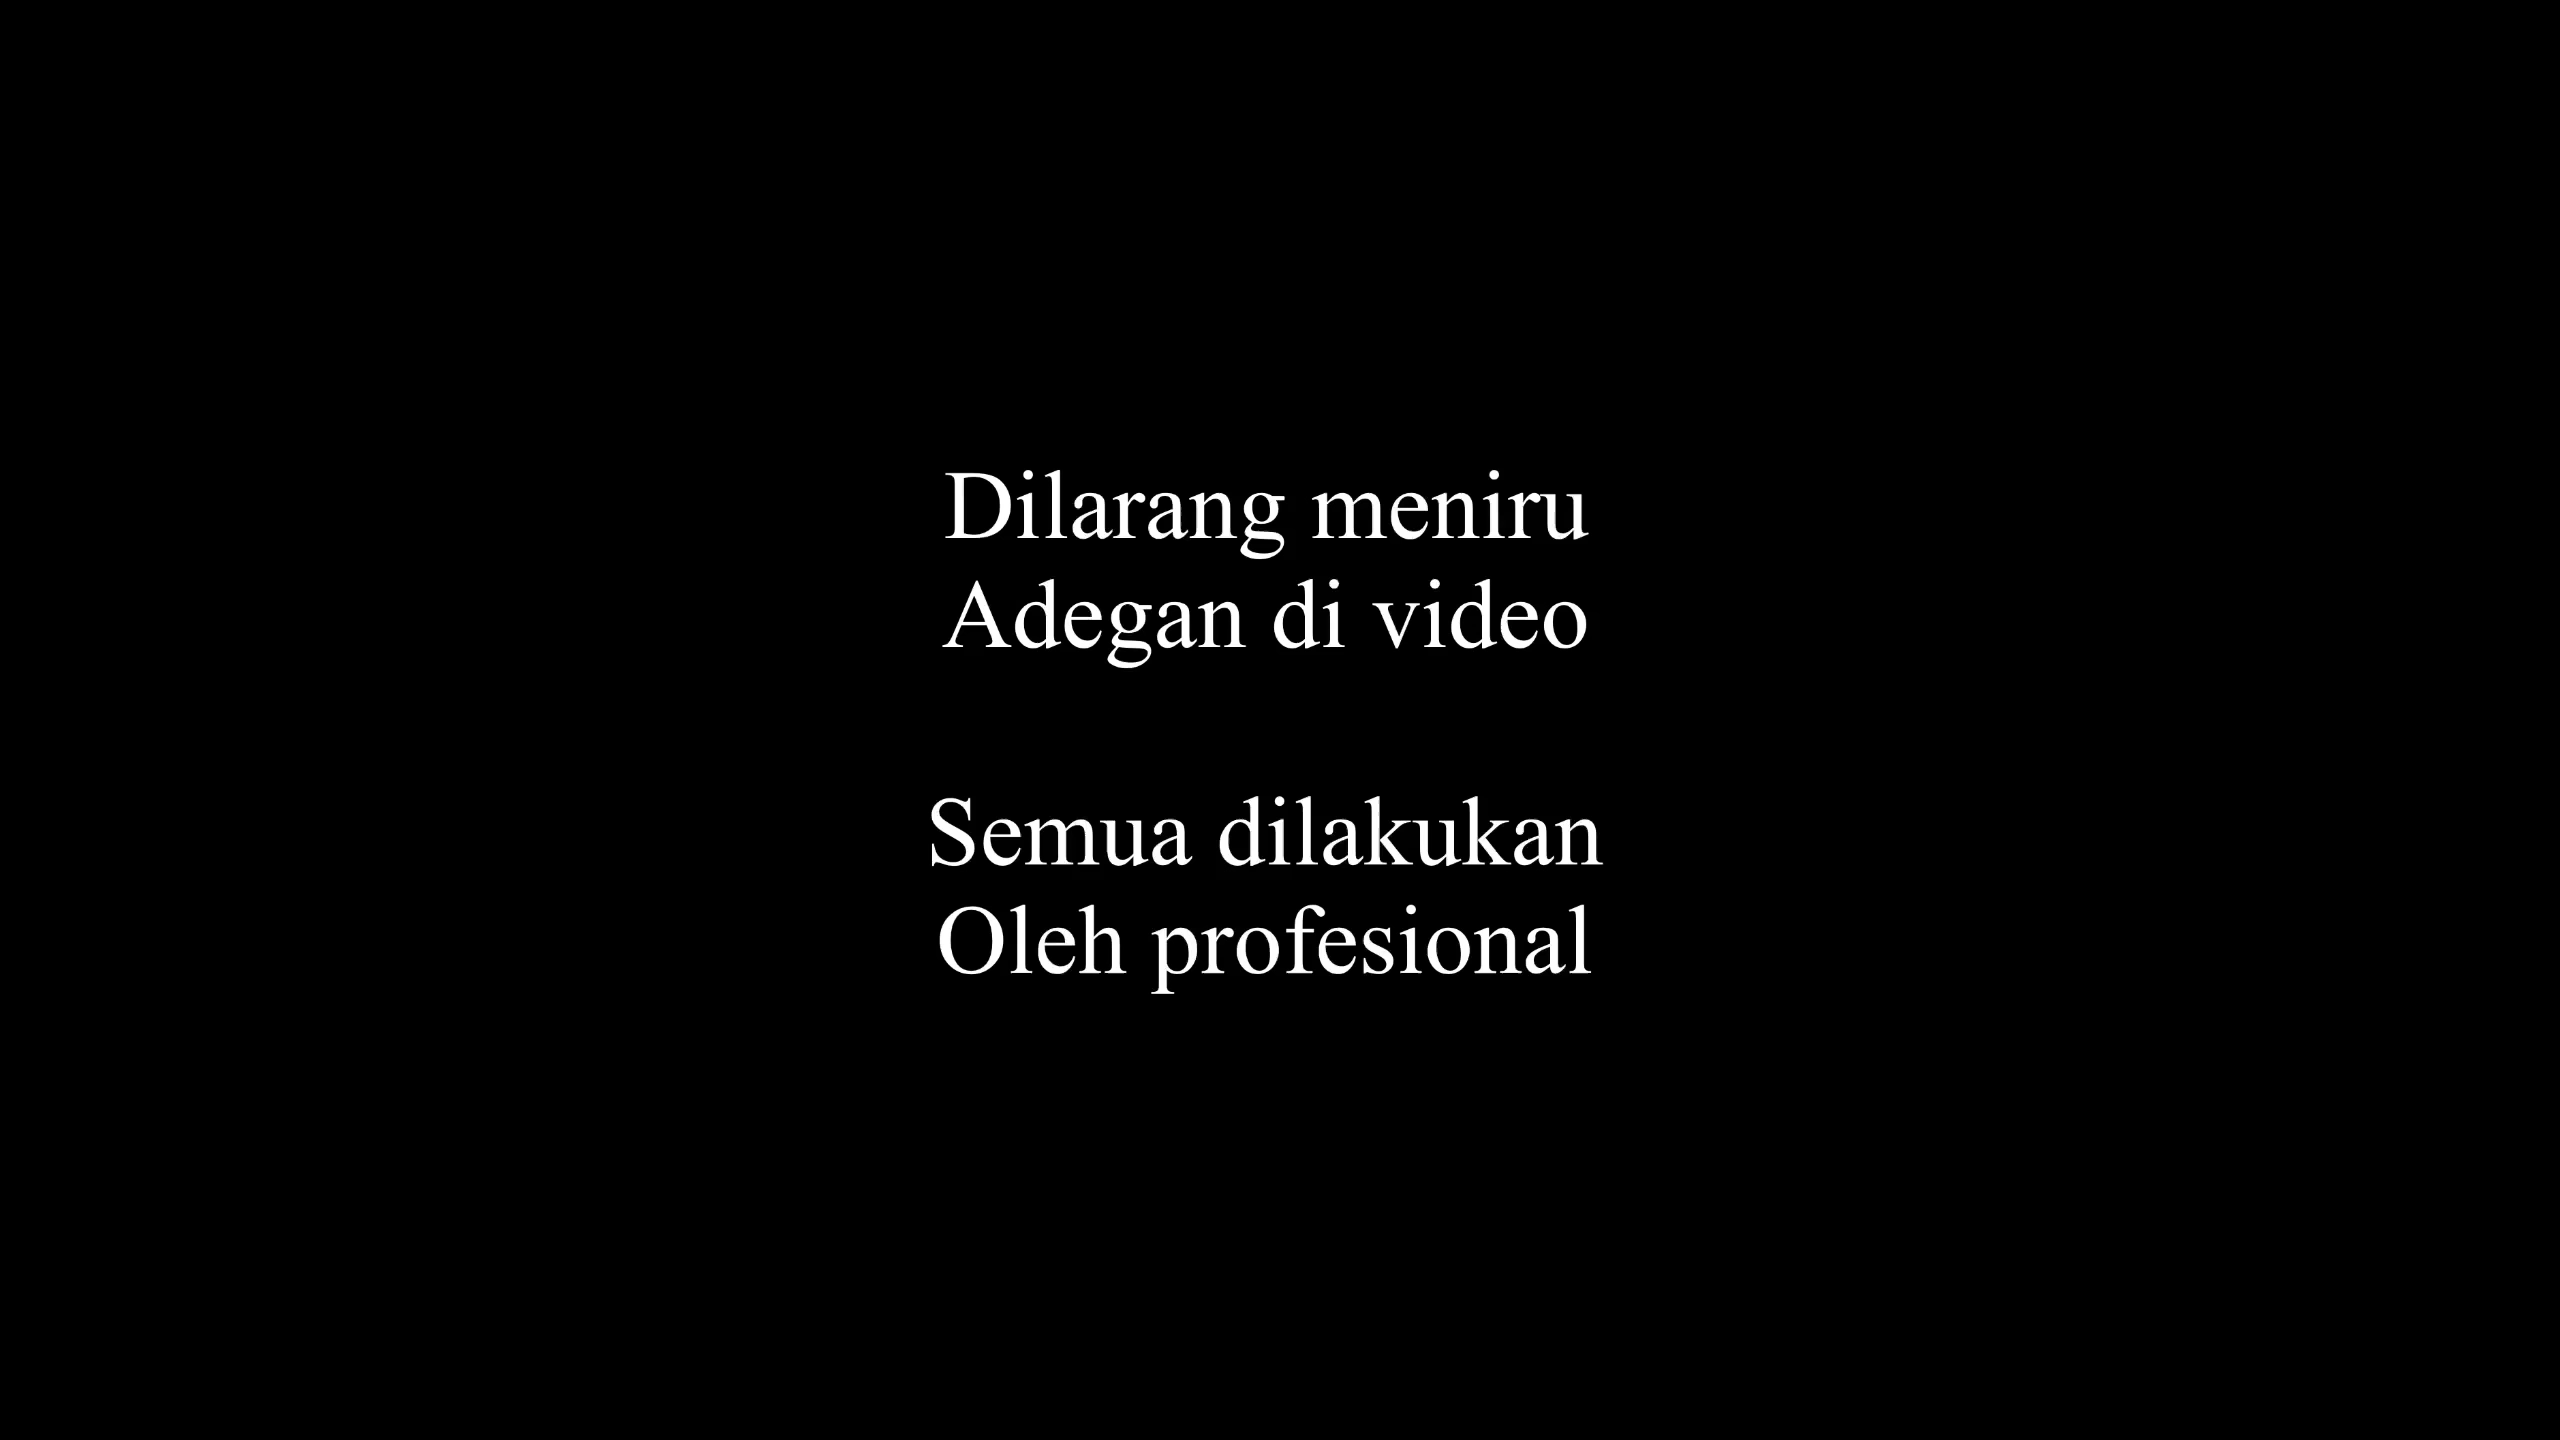 Dilarang meniru
Adegan di video
Semua dilakukan
Oleh profesional